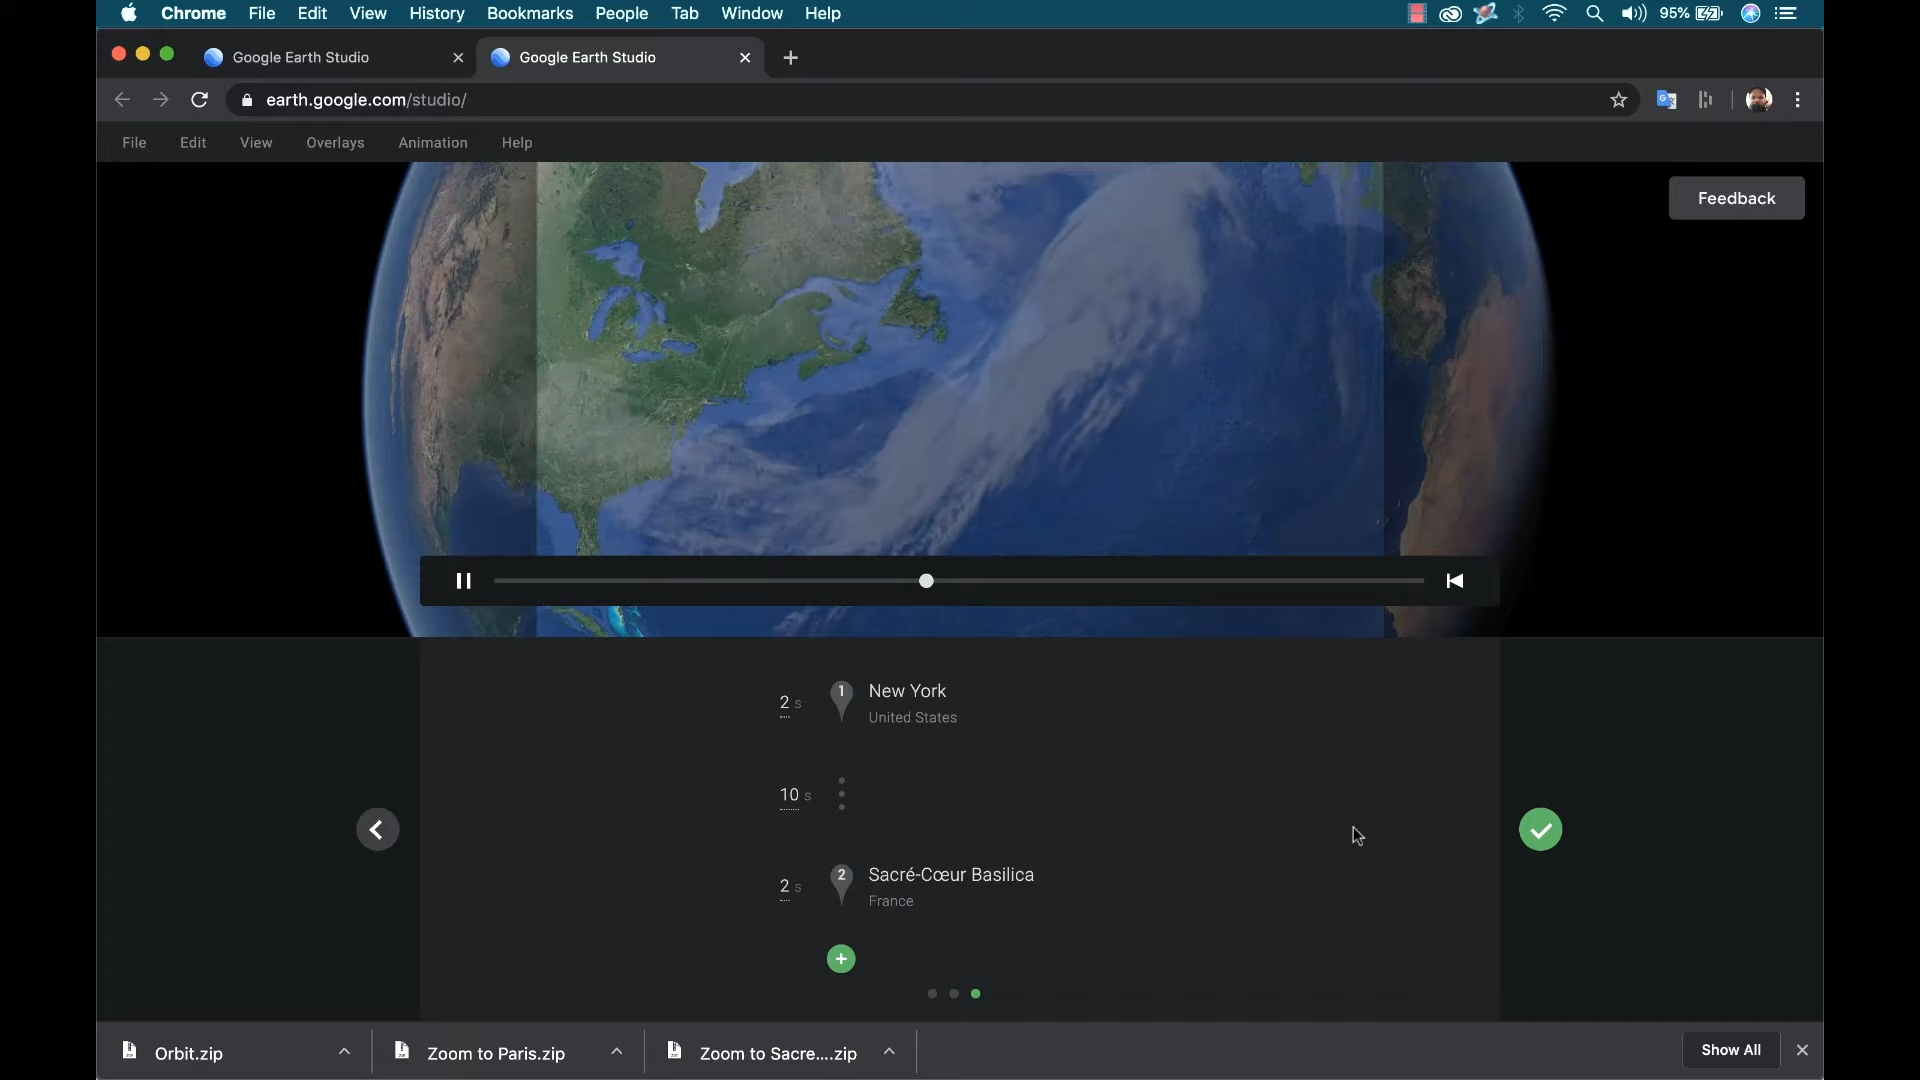 Chrome File Edit View History Bookmarks People Tab Window Help 95%
Google Earth Studio
Google Earth Studio
earth.google.com/studio/
File Edit View Overlays Animation Help
Feedback
2 s 1 New York
United States
10 s
2 s 2 Sacré-Cœur Basilica
France
Orbit.zip
Zoom to Paris.zip
Zoom to Sacre....zip
Show All